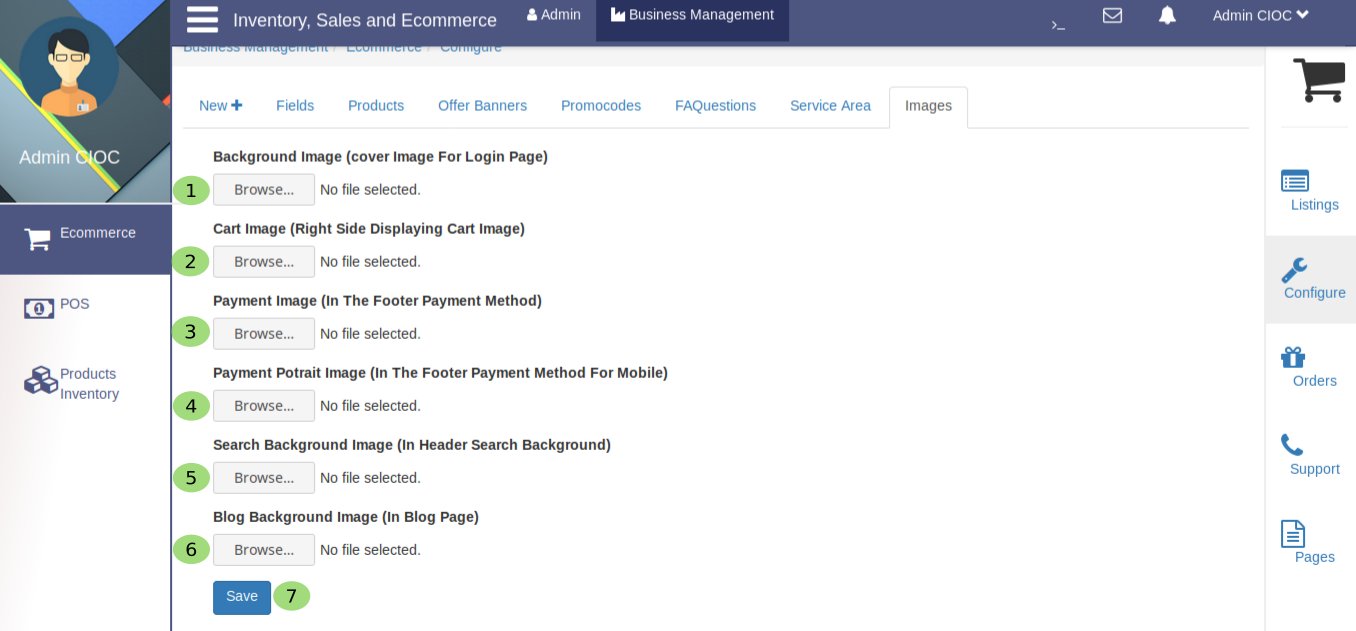 Inventory, Sales and Ecommerce
Admin
Business Management
>_
Admin CIOC
Business Management / Ecommerce / Configure
Admin CIOC
Ecommerce
POS
Products
Inventory
New
Fields
Products
Offer Banners
Promocodes
FAQuestions
Service Area
Images
Background Image (cover Image For Login Page)
1 Browse... No file selected.
Cart Image (Right Side Displaying Cart Image)
2 Browse... No file selected.
Payment Image (In The Footer Payment Method)
3 Browse... No file selected.
Payment Potrait Image (In The Footer Payment Method For Mobile)
4 Browse... No file selected.
Search Background Image (In Header Search Background)
5 Browse... No file selected.
Blog Background Image (In Blog Page)
6 Browse... No file selected.
Save 7
Listings
Configure
Orders
Support
Pages